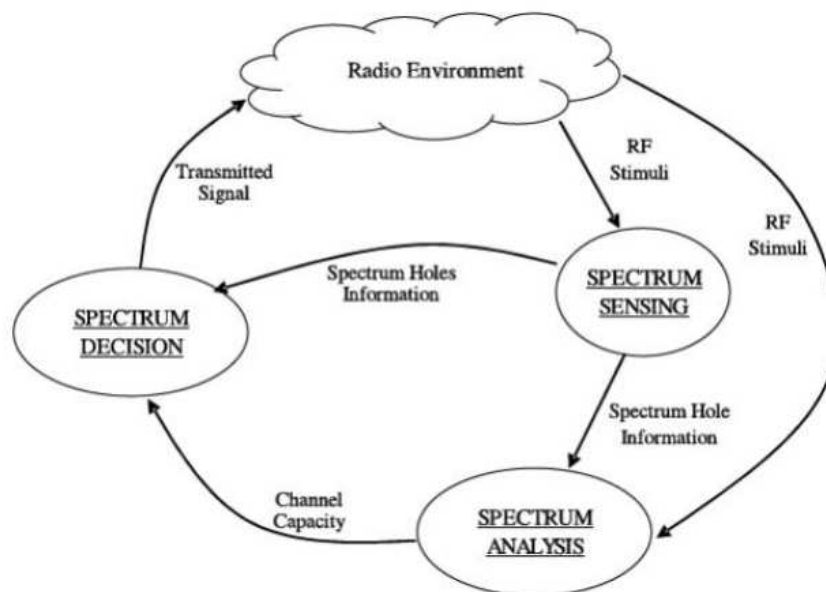 Radio Environment
RF
Stimuli
Transmitted
Signal
RF
Stimuli
Spectrum Holes
Information
SPECTRUM
SENSING
SPECTRUM
DECISION
Spectrum Hole
Information
Channel
Capacity
SPECTRUM
ANALYSIS